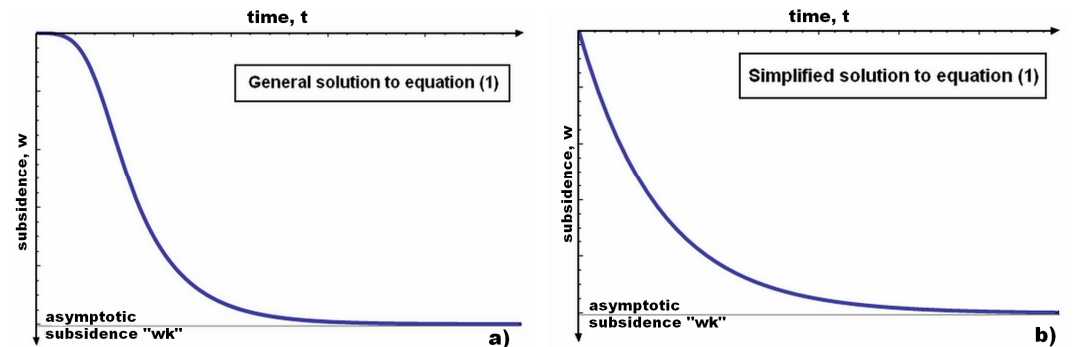 time, t
General solution to equation (1)
subsidence, w
asymptotic
subsidence "wk"
a)
time, t
Simplified solution to equation (1)
subsidence, w
asymptotic
subsidence "wk"
b)